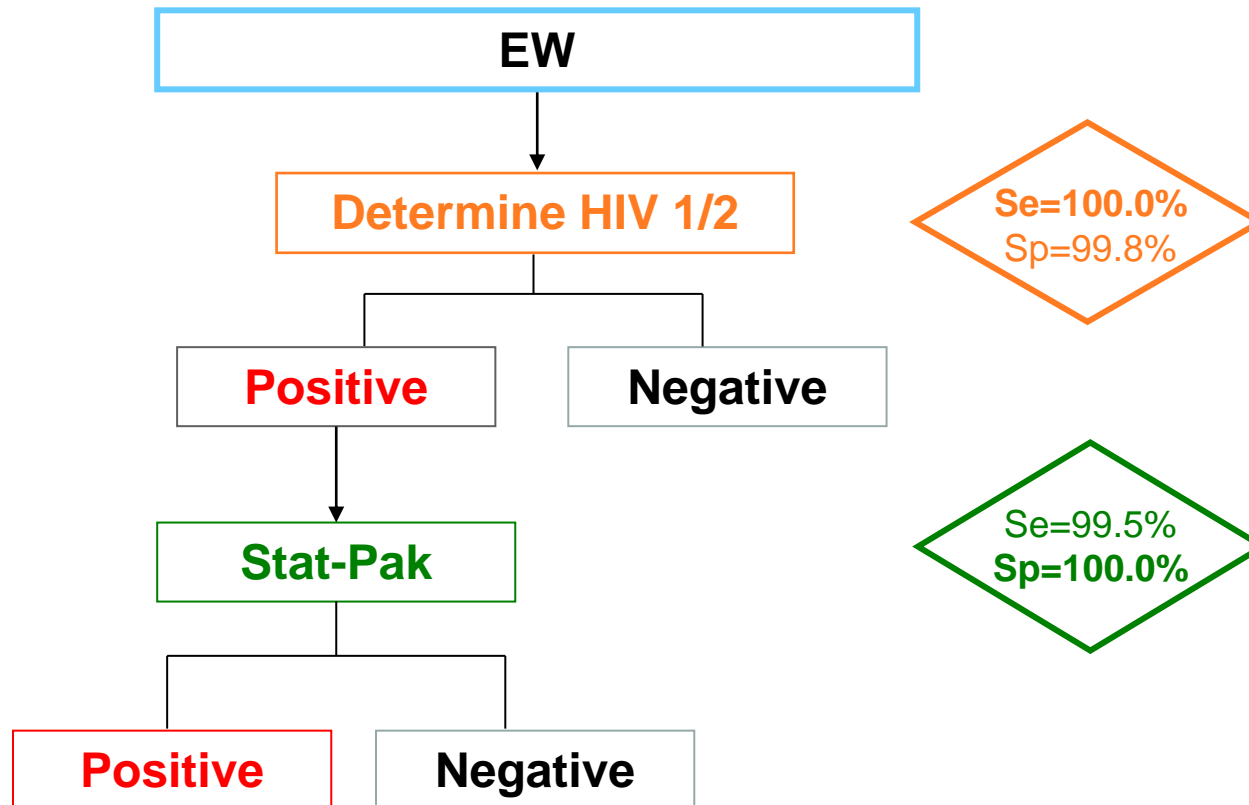 EW
Determine HIV 1/2
Se=100.0%
Sp=99.8%
Positive
Negative
Stat-Pak
Se=99.5%
Sp=100.0%
Positive
Negative